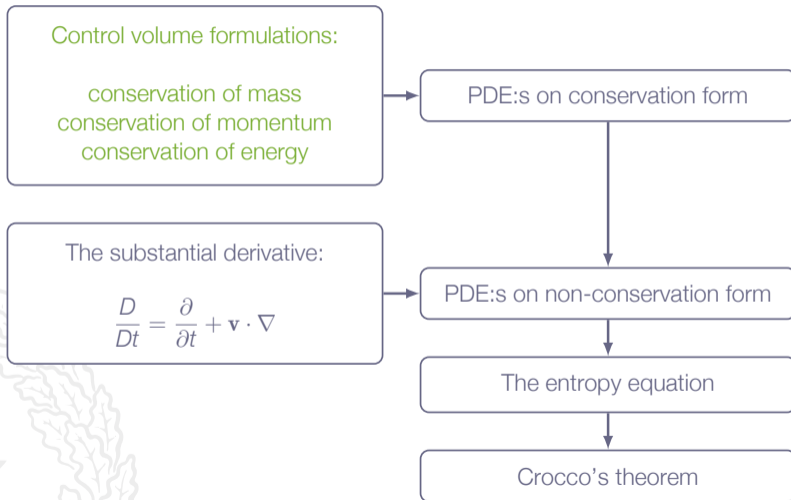 Control volume formulations:
conservation of mass
conservation of momentum
conservation of energy
PDE:s on conservation form
The substantial derivative:
D/Dt = ∂/∂t + v · ∇
PDE:s on non-conservation form
The entropy equation
Crocco's theorem